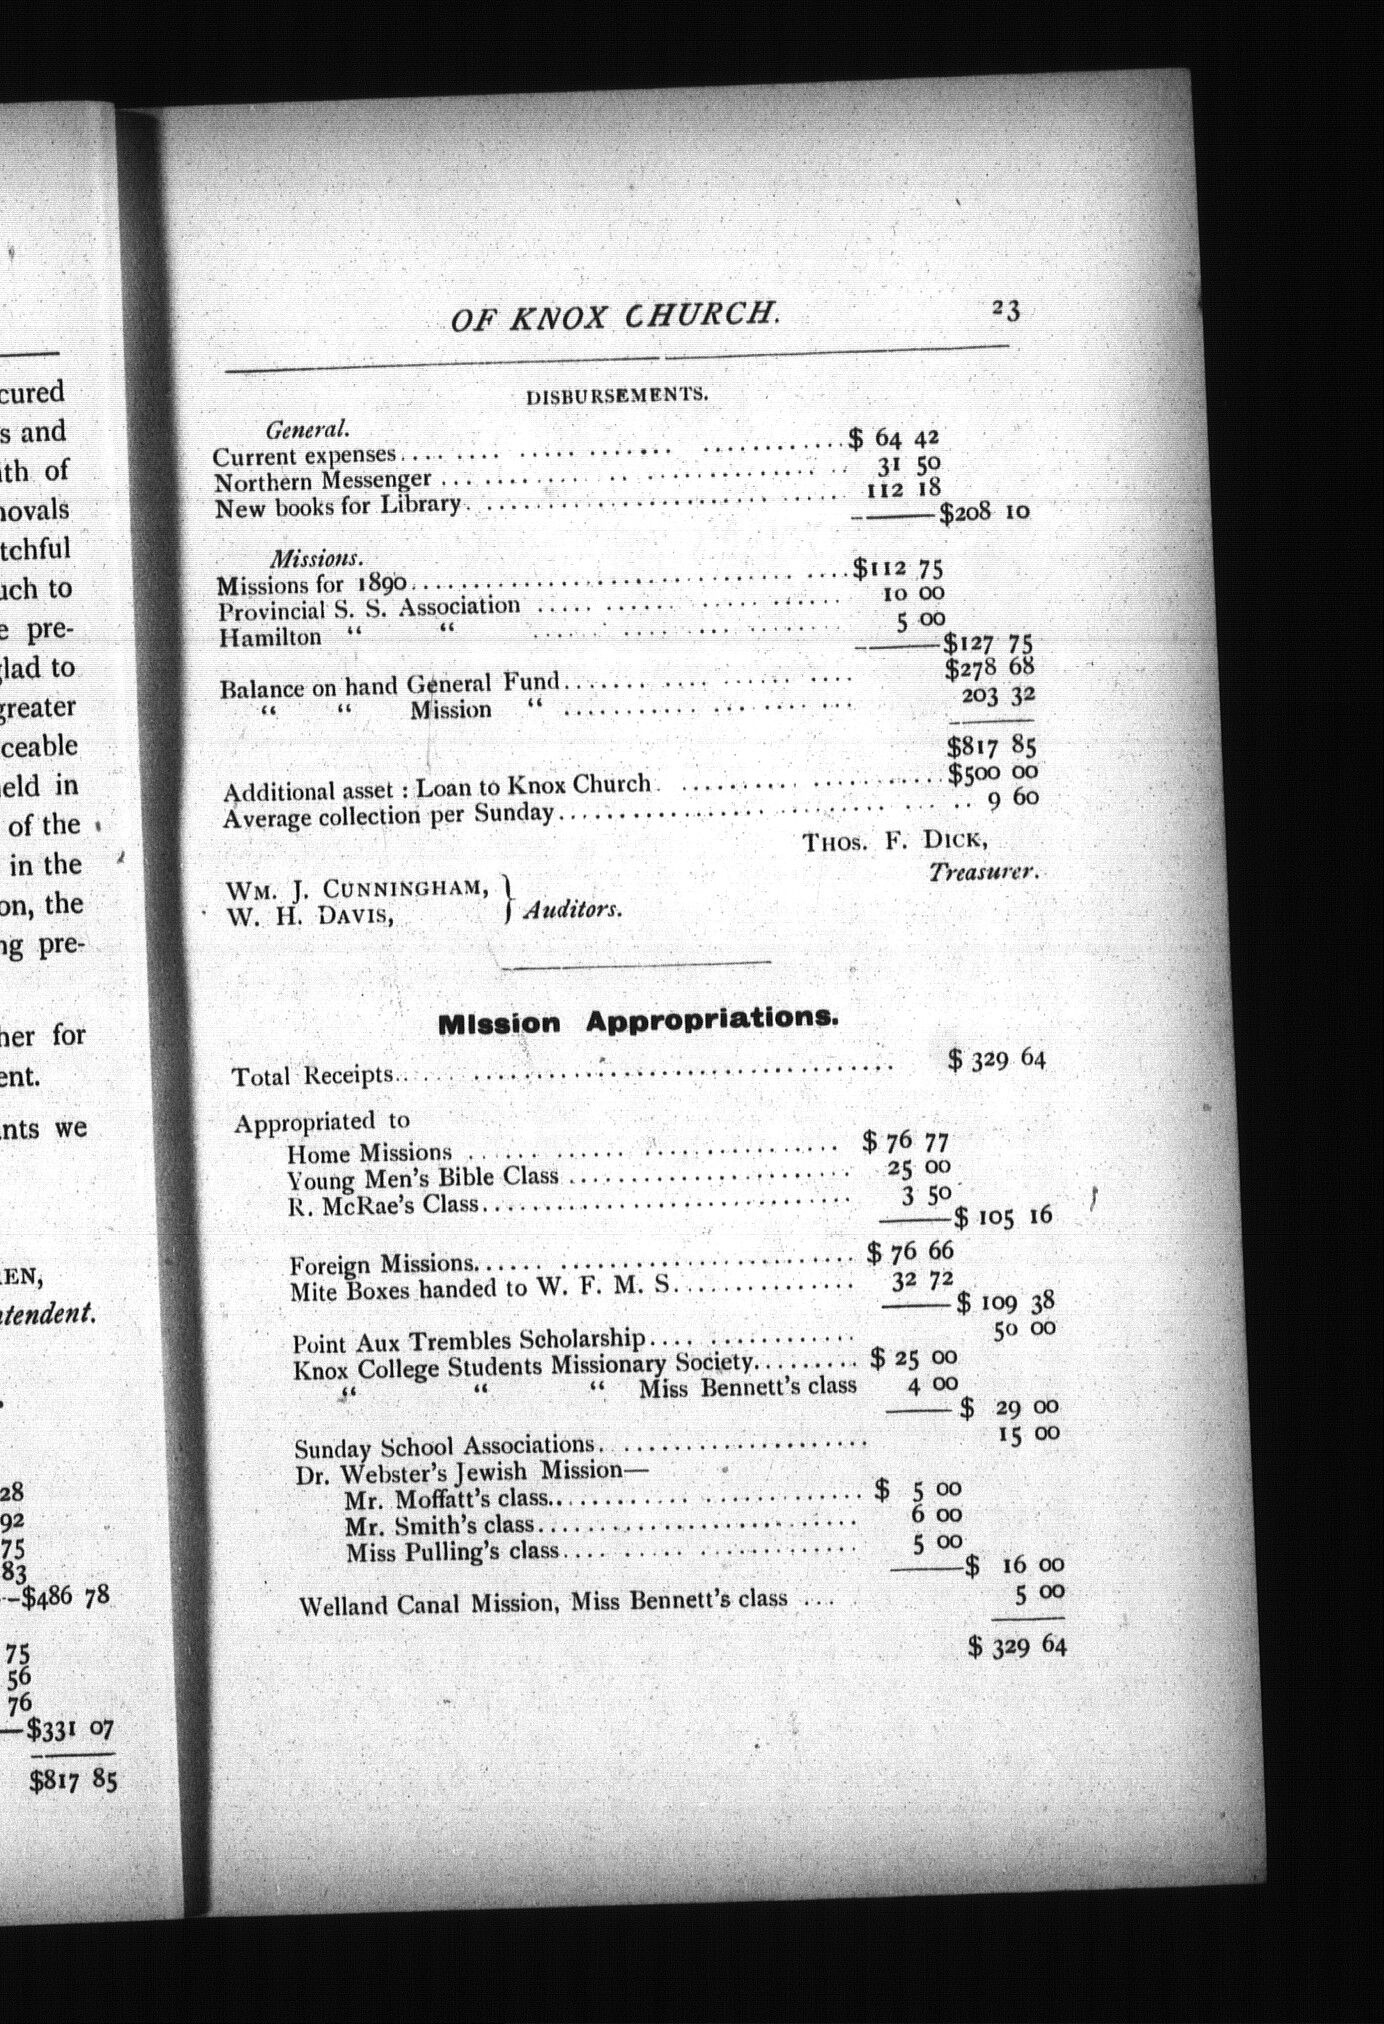 cured
s and
ith of
novals
tchful
uch to
e pre-
glad to
greater
ceable
held in
of the
in the
on, the
ng pre-
her for
ent.
ants we
REN,
ntendent.
28
92
75
83
--$486 78
75
56
76
—$331 07
$817 85
OF KNOX CHURCH. 23
DISBURSEMENTS.
General.
Current expenses.... $ 64 42
Northern Messenger .... 31 50
New books for Library.... 112 18
——$208 10
Missions.
Missions for 1890.... $112 75
Provincial S. S. Association .... 10 00
Hamilton “ “ .... 5 00
——$127 75
Balance on hand General Fund.... $278 68
“ “ Mission “ .... 203 32
$817 85
Additional asset : Loan to Knox Church.... $500 00
Average collection per Sunday.... 9 60
THOS. F. DICK,
Treasurer.
WM. J. CUNNINGHAM, }
W. H. DAVIS, } Auditors.
Mission Appropriations.
Total Receipts.... $ 329 64
Appropriated to
Home Missions .... $ 76 77
Young Men's Bible Class .... 25 00
R. McRae's Class.... 3 50
——$ 105 16
Foreign Missions.... $ 76 66
Mite Boxes handed to W. F. M. S.... 32 72
——$ 109 38
Point Aux Trembles Scholarship.... 50 00
Knox College Students Missionary Society.... $ 25 00
“ “ “ Miss Bennett's class 4 00
——$ 29 00
Sunday School Associations.... 15 00
Dr. Webster's Jewish Mission—
Mr. Moffatt's class.... $ 5 00
Mr. Smith's class.... 6 00
Miss Pulling's class.... 5 00
——$ 16 00
Welland Canal Mission, Miss Bennett's class ... 5 00
$ 329 64